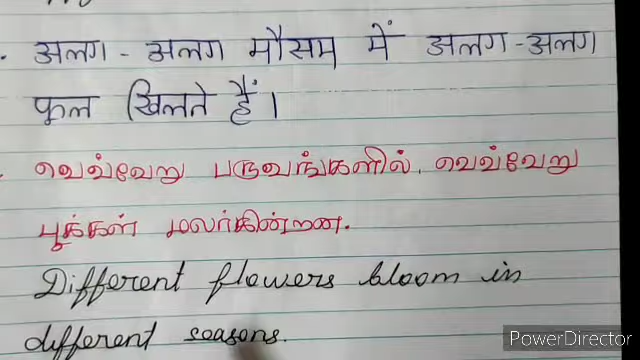 अलग - अलग मौसम में अलग-अलग
फूल खिलते हैं।
வெவ்வேறு பருவங்களில், வெவ்வேறு
பூக்கள் மலர்கின்றன.
Different flowers bloom in
different seasons.
PowerDirector